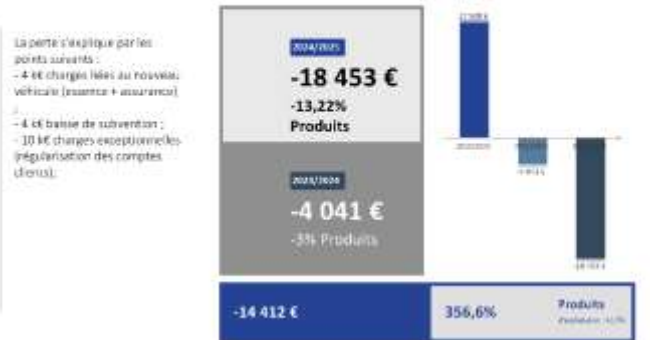 La perte s'explique par les
points suivants :
- 4 k€ charges liées au nouveau
véhicule (essence + assurance)
;
- 4 k€ baisse de subvention ;
- 10 k€ charges exceptionnelles
(régularisation des comptes
clients);
2024/2025
-18 453 €
-13,22%
Produits
2023/2024
-4 041 €
-3% Produits
-14 412 €
356,6%
Produits